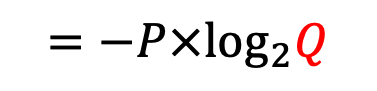 = −P×log₂Q